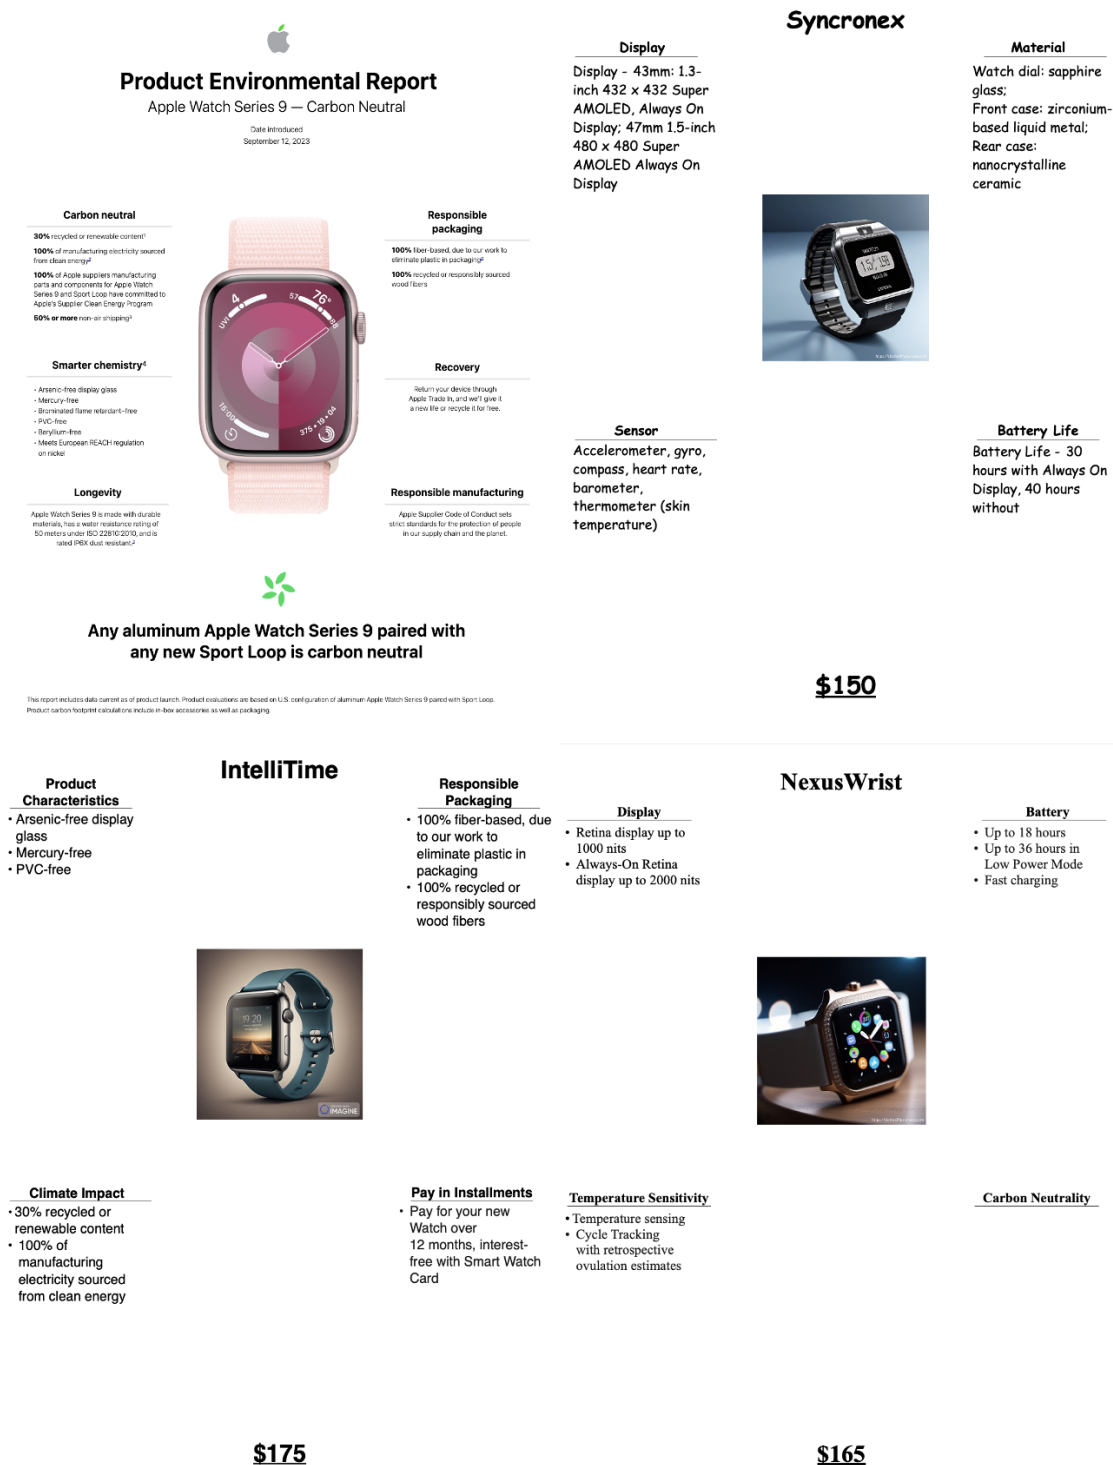 Product Environmental Report
Apple Watch Series 9 — Carbon Neutral
Date introduced
September 12, 2023
Carbon neutral
30% recycled or renewable content¹
100% of manufacturing electricity sourced
from clean energy²
100% of Apple suppliers manufacturing
parts and components for Apple Watch
Series 9 and Sport Loop have committed to
Apple's Supplier Clean Energy Program
50% or more non-air shipping³
Smarter chemistry⁴
• Arsenic-free display glass
• Mercury-free
• Brominated flame retardant–free
• PVC-free
• Beryllium-free
• Meets European REACH regulation
on nickel
Longevity
Apple Watch Series 9 is made with durable
materials, has a water resistance rating of
50 meters under ISO 22810:2010, and is
rated IP6X dust resistant.²
4
UVI
57
76°
88
15:00
375•19•04
Responsible
packaging
100% fiber-based, due to our work to
eliminate plastic in packaging²
100% recycled or responsibly sourced
wood fibers
Recovery
Return your device through
Apple Trade In, and we'll give it
a new life or recycle it for free.
Responsible manufacturing
Apple Supplier Code of Conduct sets
strict standards for the protection of people
in our supply chain and the planet.
Any aluminum Apple Watch Series 9 paired with
any new Sport Loop is carbon neutral
This report includes data current as of product launch. Product evaluations are based on U.S. configuration of aluminum Apple Watch Series 9 paired with Sport Loop.
Product carbon footprint calculations include in-box accessories as well as packaging.
Syncronex
Display
Display - 43mm: 1.3-
inch 432 x 432 Super
AMOLED, Always On
Display; 47mm 1.5-inch
480 x 480 Super
AMOLED Always On
Display
Material
Watch dial: sapphire
glass;
Front case: zirconium-
based liquid metal;
Rear case:
nanocrystalline
ceramic
WATCH
Sensor
Accelerometer, gyro,
compass, heart rate,
barometer,
thermometer (skin
temperature)
Battery Life
Battery Life - 30
hours with Always On
Display, 40 hours
without
$150
IntelliTime
Product
Characteristics
• Arsenic-free display
glass
• Mercury-free
• PVC-free
Responsible
Packaging
• 100% fiber-based, due
to our work to
eliminate plastic in
packaging
• 100% recycled or
responsibly sourced
wood fibers
19 20
IMAGINE
Climate Impact
• 30% recycled or
renewable content
• 100% of
manufacturing
electricity sourced
from clean energy
Pay in Installments
• Pay for your new
Watch over
12 months, interest-
free with Smart Watch
Card
$175
NexusWrist
Display
• Retina display up to
1000 nits
• Always-On Retina
display up to 2000 nits
Battery
• Up to 18 hours
• Up to 36 hours in
Low Power Mode
• Fast charging
Temperature Sensitivity
• Temperature sensing
• Cycle Tracking
with retrospective
ovulation estimates
Carbon Neutrality
$165